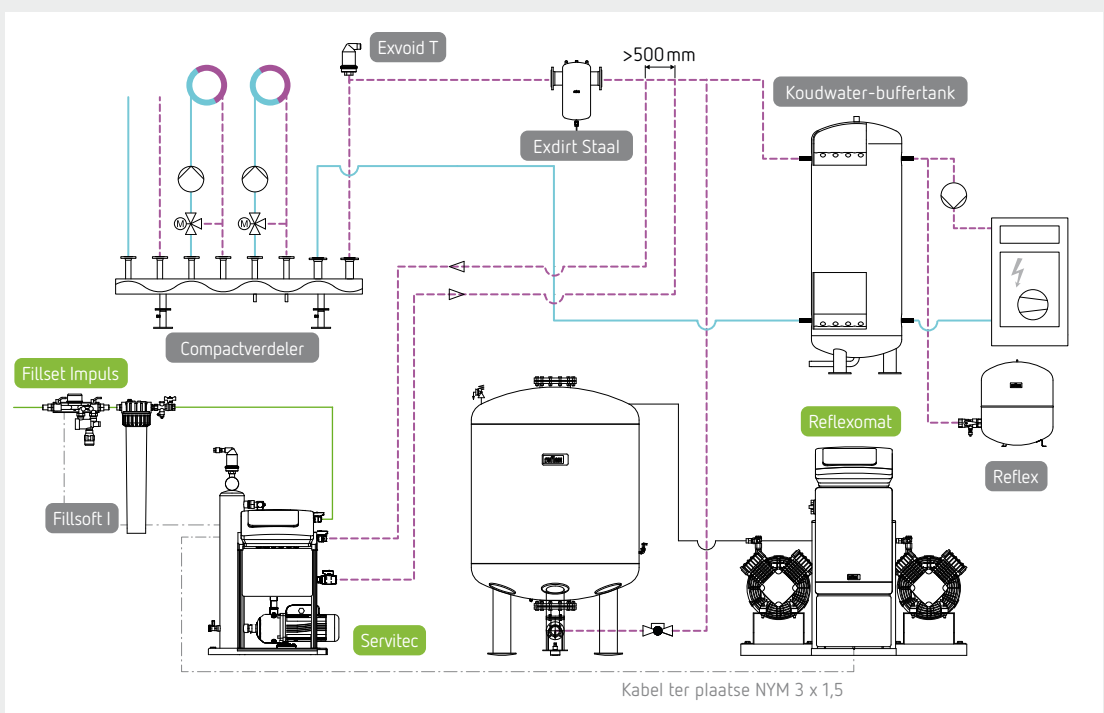 Exvoid T
>500 mm
Koudwater-buffertank
Exdirt Staal
M
M
Compactverdeler
Fillset Impuls
Reflexomat
reflex
Reflex
Fillsoft I
Servitec
Kabel ter plaatse NYM 3 x 1,5